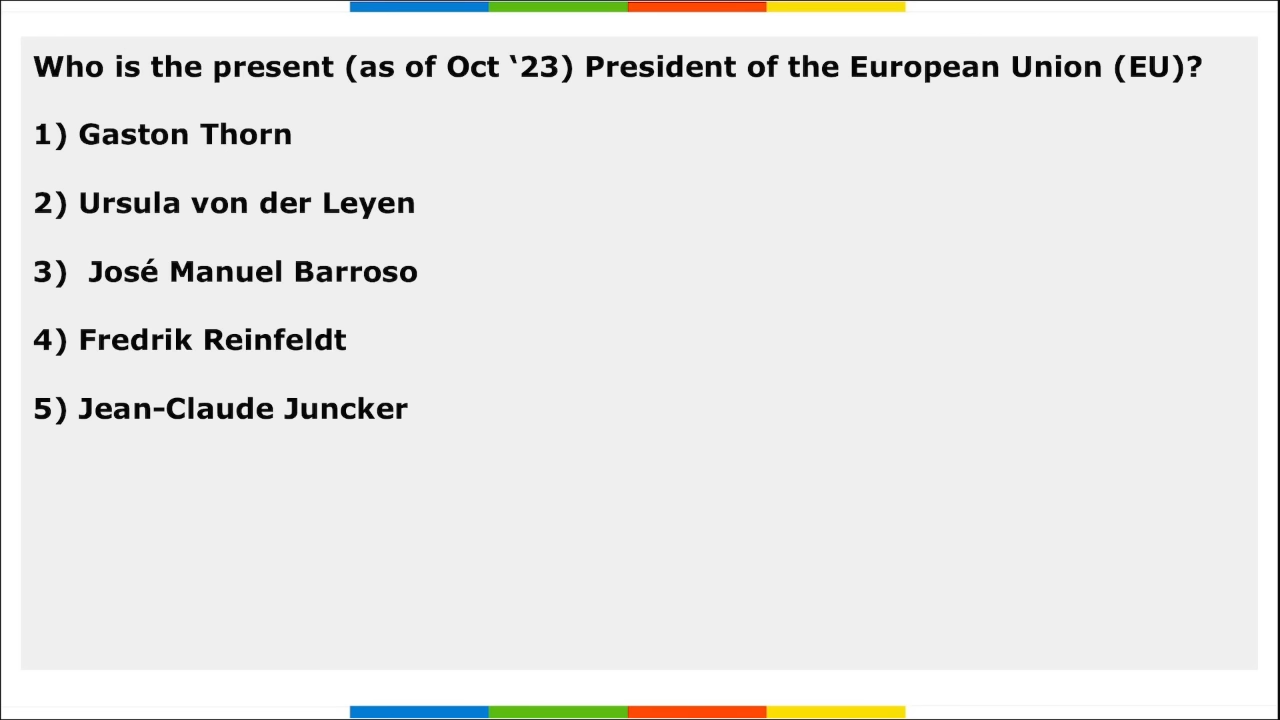 Who is the present (as of Oct ‘23) President of the European Union (EU)?
1) Gaston Thorn
2) Ursula von der Leyen
3)  José Manuel Barroso
4) Fredrik Reinfeldt
5) Jean-Claude Juncker